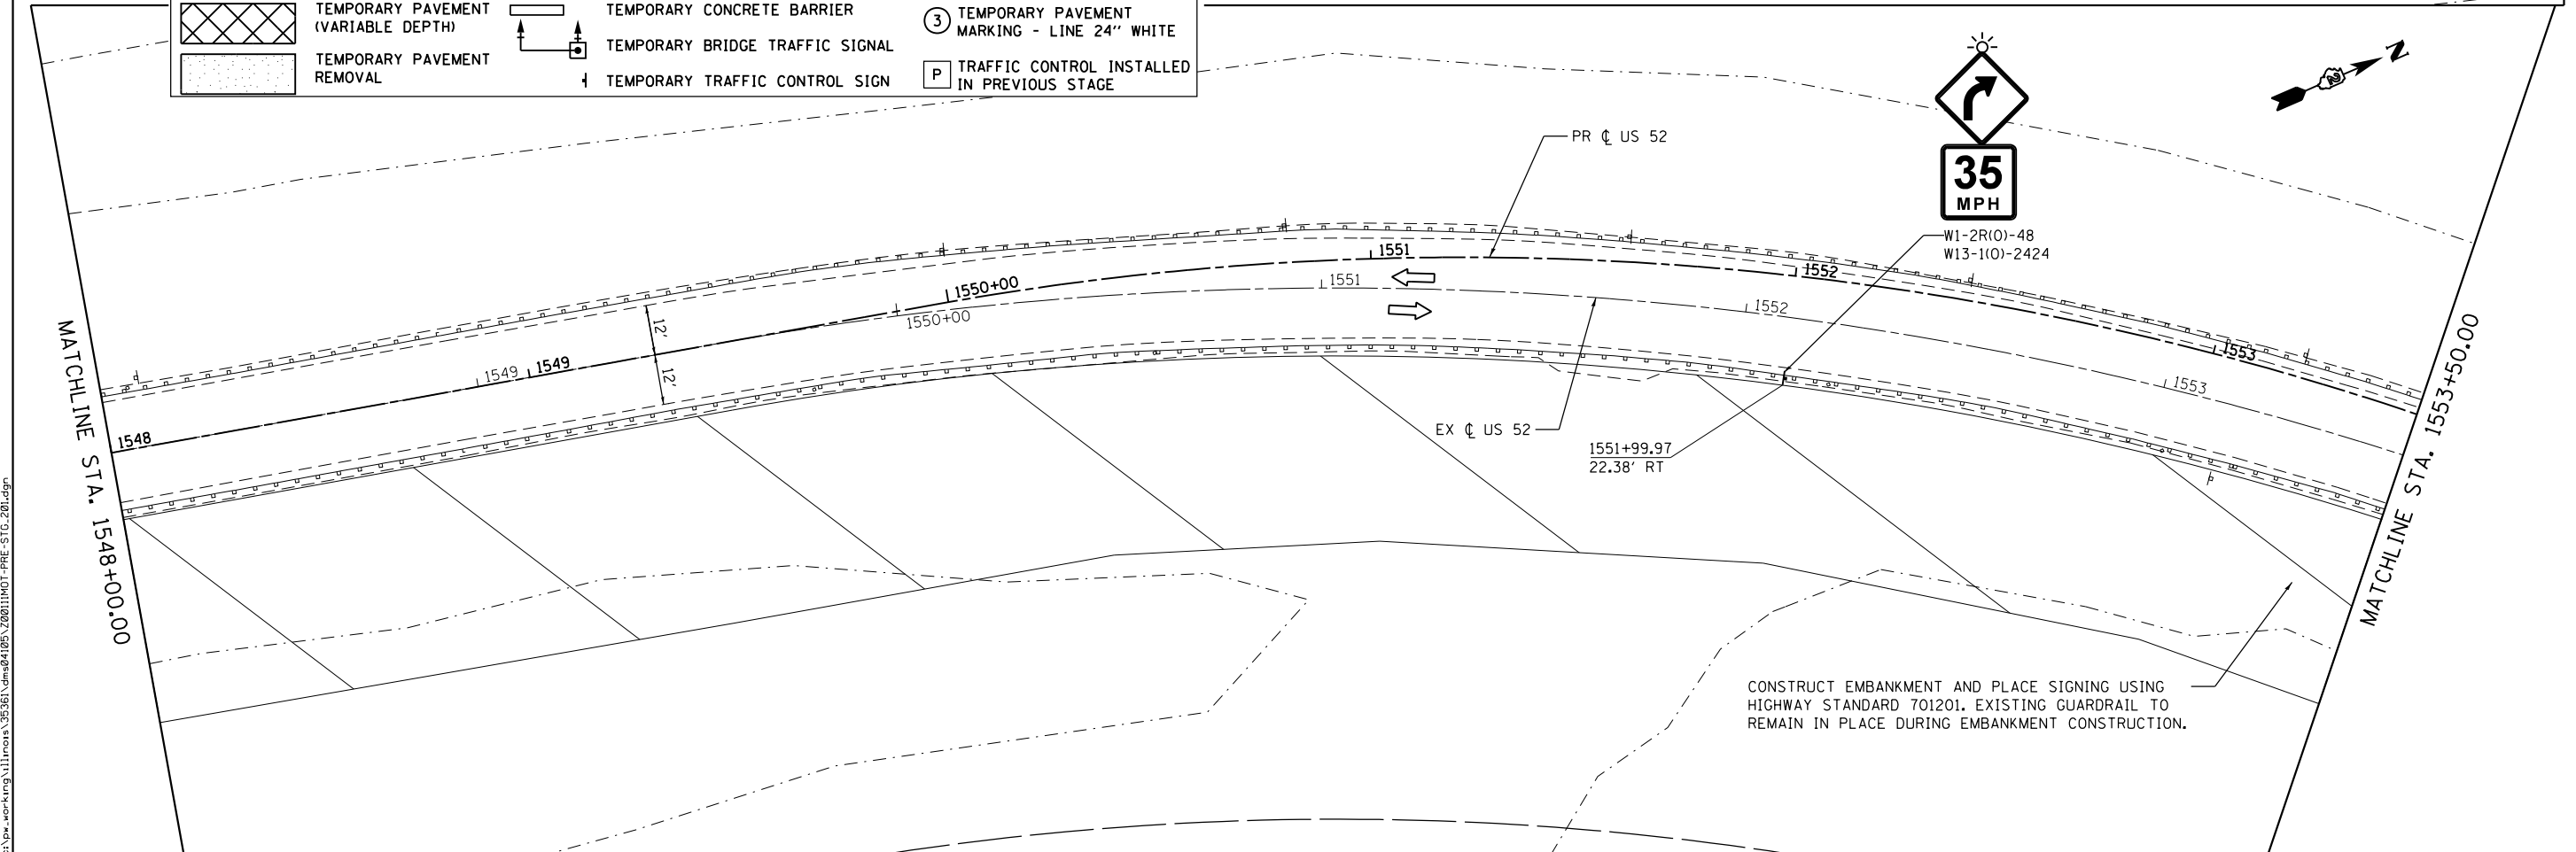 TEMPORARY PAVEMENT
(VARIABLE DEPTH)
TEMPORARY PAVEMENT
REMOVAL
TEMPORARY CONCRETE BARRIER
TEMPORARY BRIDGE TRAFFIC SIGNAL
TEMPORARY TRAFFIC CONTROL SIGN
3 TEMPORARY PAVEMENT
MARKING - LINE 24" WHITE
P TRAFFIC CONTROL INSTALLED
IN PREVIOUS STAGE
N
35
MPH
W1-2R(O)-48
W13-1(O)-2424
PR ℄ US 52
1551
1551
1552
1552
1550+00
1550+00
1549
1549
1548
1553
1553
12'
12'
EX ℄ US 52
1551+99.97
22.38' RT
MATCHLINE STA. 1548+00.00
MATCHLINE STA. 1553+50.00
CONSTRUCT EMBANKMENT AND PLACE SIGNING USING
HIGHWAY STANDARD 701201. EXISTING GUARDRAIL TO
REMAIN IN PLACE DURING EMBANKMENT CONSTRUCTION.